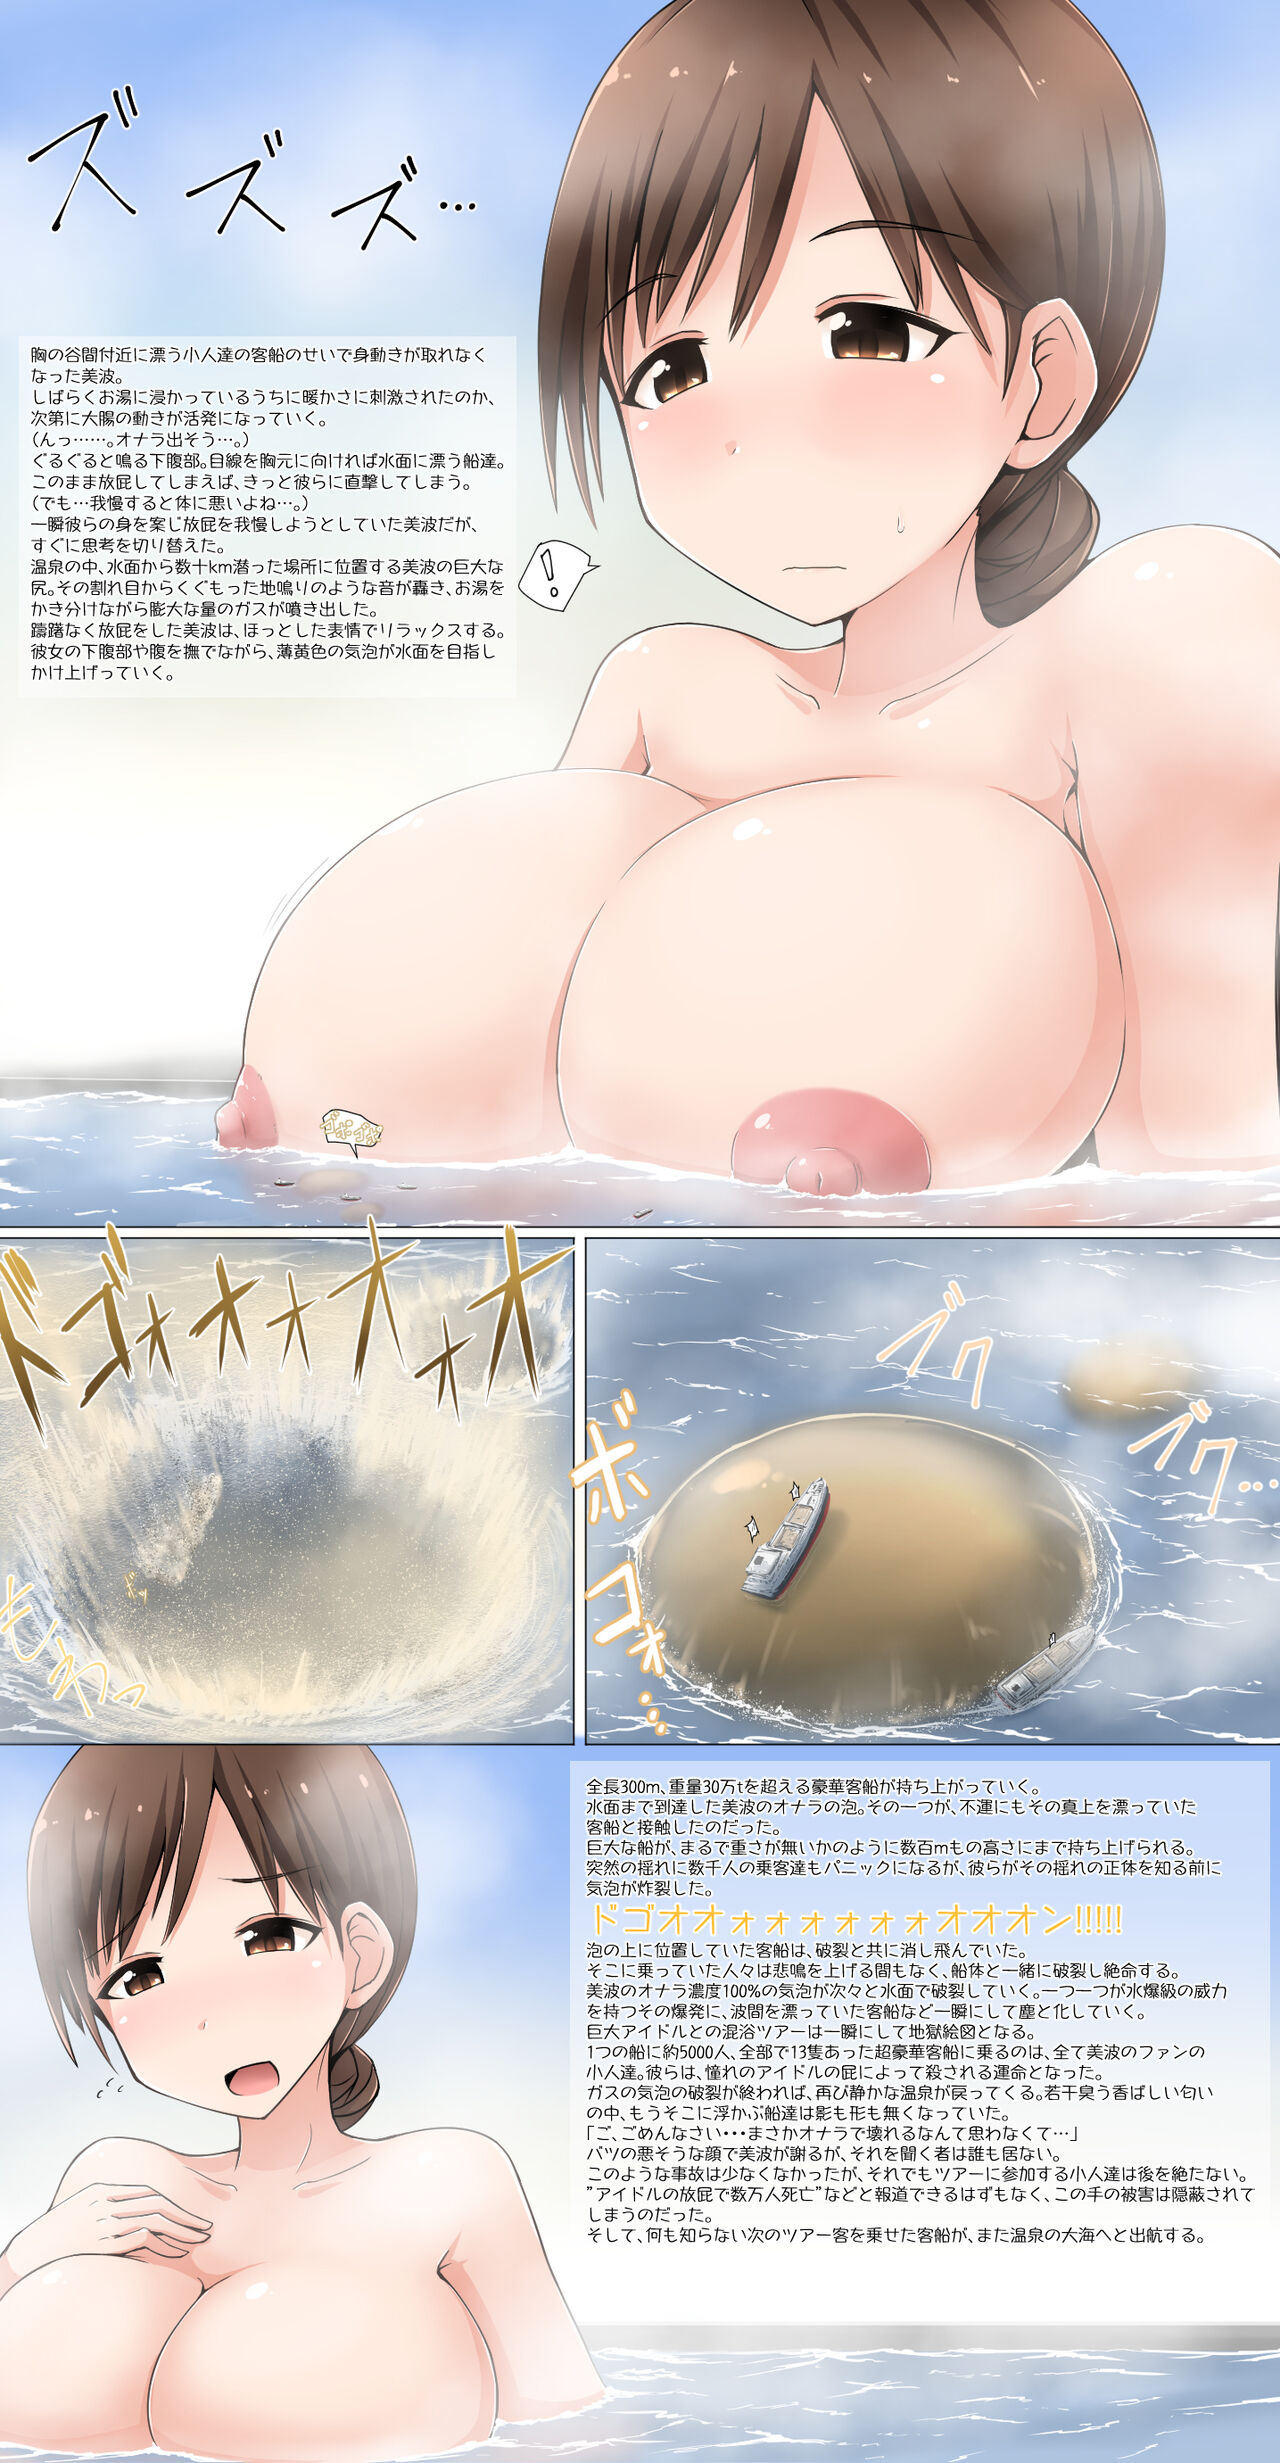 ズズズ…
胸の谷間付近に漂う小人達の客船のせいで身動きが取れなく
なった美波。
しばらくお湯に浸かっているうちに暖かさに刺激されたのか、
次第に大腸の動きが活発になっていく。
（んっ……。オナラ出そう…。）
ぐるぐると鳴る下腹部。目線を胸元に向ければ水面に漂う船達。
このまま放屁してしまえば、きっと彼らに直撃してしまう。
（でも…我慢すると体に悪いよね…。）
一瞬彼らの身を案じ放屁を我慢しようとしていた美波だが、
すぐに思考を切り替えた。
温泉の中、水面から数十km潜った場所に位置する美波の巨大な
尻。その割れ目からくぐもった地鳴りのような音が轟き、お湯を
かき分けながら膨大な量のガスが噴き出した。
躊躇なく放屁をした美波は、ほっとした表情でリラックスする。
彼女の下腹部や腹を撫でながら、薄黄色の気泡が水面を目指し
かけ上げっていく。
！。
ゴボゴボ
ブク
ブク…
ボコォ…
ドゴォオォオォオ
ボッ
もわっ
全長300m、重量30万tを超える豪華客船が持ち上がっていく。
水面まで到達した美波のオナラの泡。その一つが、不運にもその真上を漂っていた
客船と接触したのだった。
巨大な船が、まるで重さが無いかのように数百mもの高さにまで持ち上げられる。
突然の揺れに数千人の乗客達もパニックになるが、彼らがその揺れの正体を知る前に
気泡が炸裂した。
ドゴオオォォォォォォオオオン!!!!!
泡の上に位置していた客船は、破裂と共に消し飛んでいた。
そこに乗っていた人々は悲鳴を上げる間もなく、船体と一緒に破裂し絶命する。
美波のオナラ濃度100%の気泡が次々と水面で破裂していく。一つ一つが水爆級の威力
を持つその爆発に、波間を漂っていた客船など一瞬にして塵と化していく。
巨大アイドルとの混浴ツアーは一瞬にして地獄絵図となる。
1つの船に約5000人、全部で13隻あった超豪華客船に乗るのは、全て美波のファンの
小人達。彼らは、憧れのアイドルの屁によって殺される運命となった。
ガスの気泡の破裂が終われば、再び静かな温泉が戻ってくる。若干臭う香ばしい匂い
の中、もうそこに浮かぶ船達は影も形も無くなっていた。
「ご、ごめんなさい・・・まさかオナラで壊れるなんて思わなくて…」
バツの悪そうな顔で美波が謝るが、それを聞く者は誰も居ない。
このような事故は少なくなかったが、それでもツアーに参加する小人達は後を絶たない。
”アイドルの放屁で数万人死亡”などと報道できるはずもなく、この手の被害は隠蔽されて
しまうのだった。
そして、何も知らない次のツアー客を乗せた客船が、また温泉の大海へと出航する。